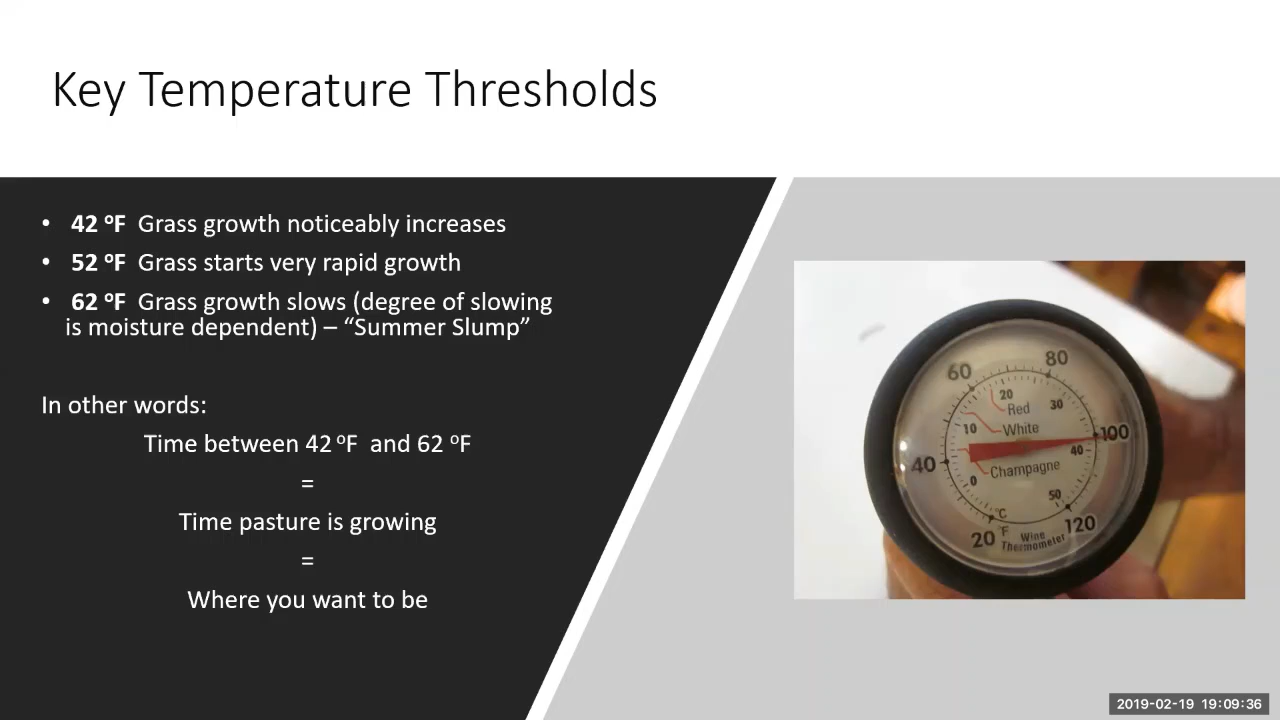 Key Temperature Thresholds
• 42 ºF Grass growth noticeably increases
• 52 ºF Grass starts very rapid growth
• 62 ºF Grass growth slows (degree of slowing
is moisture dependent) – “Summer Slump”
In other words:
Time between 42 ºF and 62 ºF
=
Time pasture is growing
=
Where you want to be
60 80
20
Red 30
10 White
100
40
40 Champagne
0
50
°C
20 °F Wine 120
Thermometer
2019-02-19 19:09:36